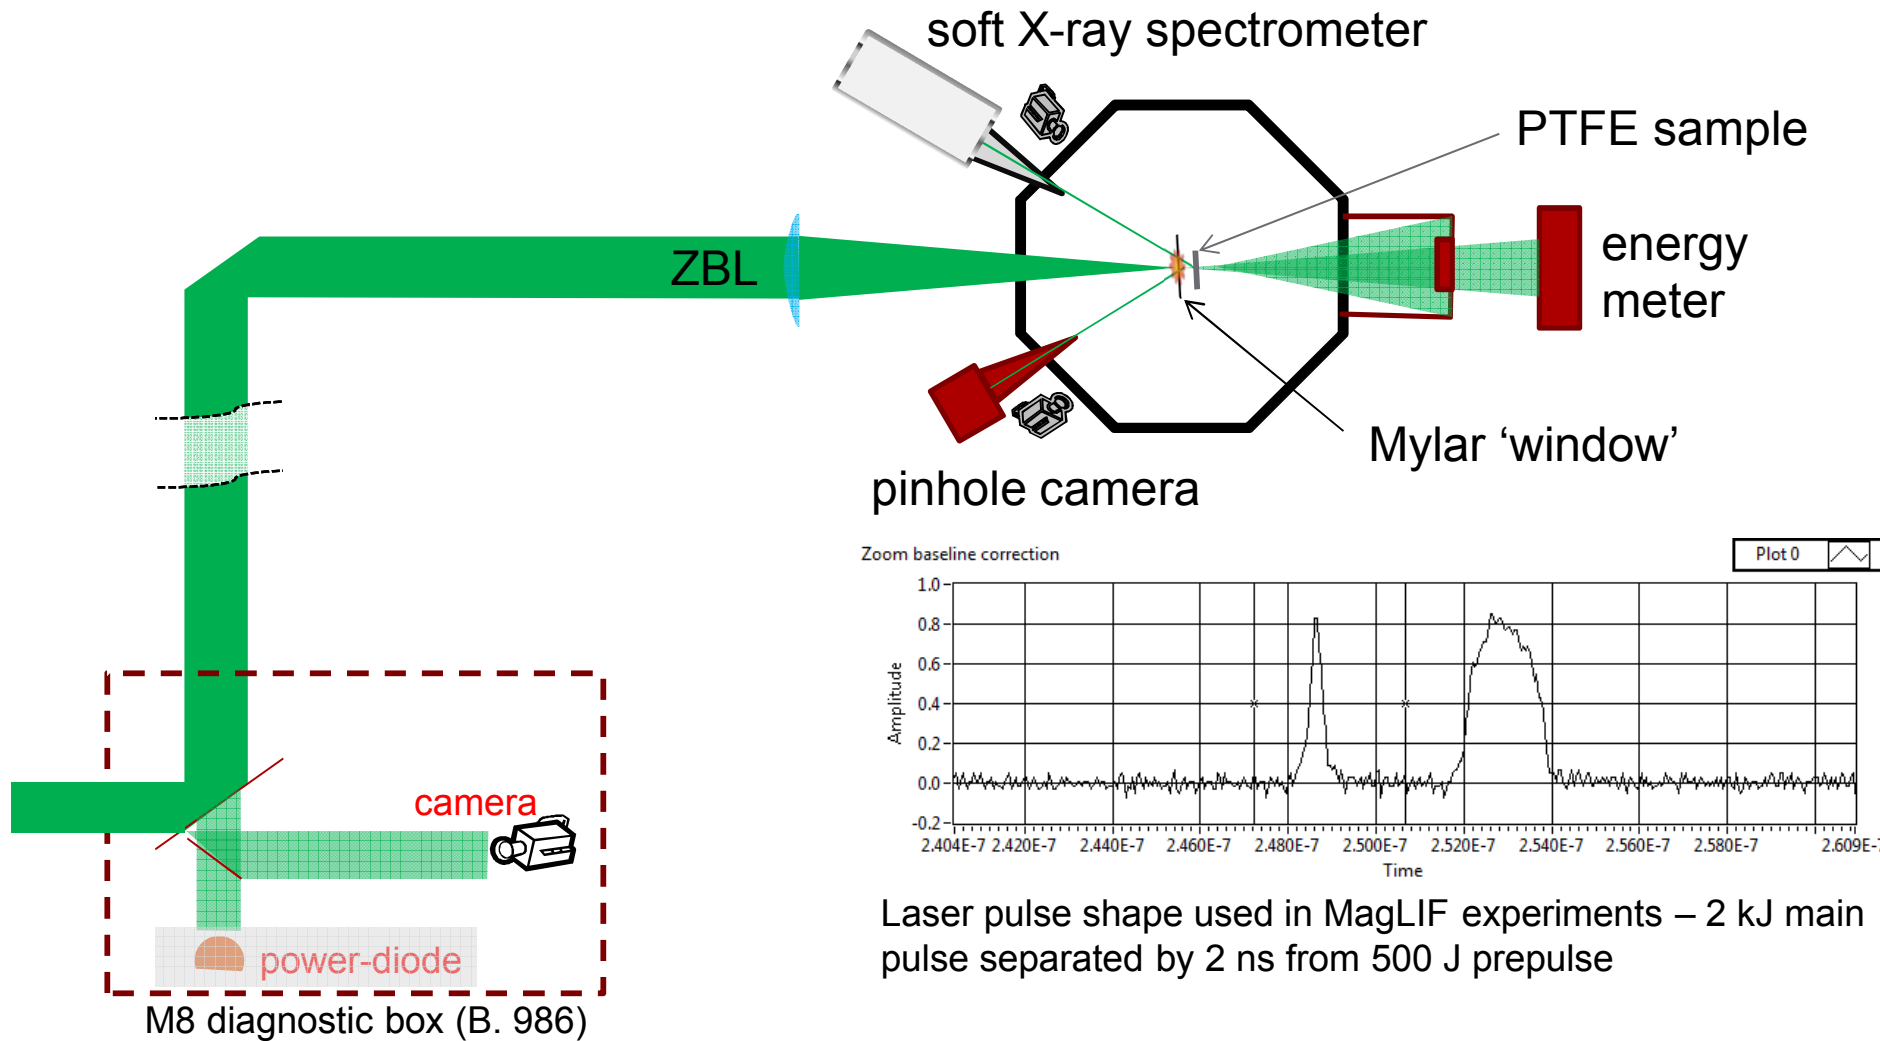 soft X-ray spectrometer
PTFE sample
ZBL
energy
meter
Mylar ‘window’
pinhole camera
Zoom baseline correction
Plot 0
1.0
0.8
0.6
0.4
0.2
0.0
-0.2
Amplitude
2.404E-7 2.420E-7 2.440E-7 2.460E-7 2.480E-7 2.500E-7 2.520E-7 2.540E-7 2.560E-7 2.580E-7 2.609E-7
Time
camera
power-diode
M8 diagnostic box (B. 986)
Laser pulse shape used in MagLIF experiments – 2 kJ main
pulse separated by 2 ns from 500 J prepulse